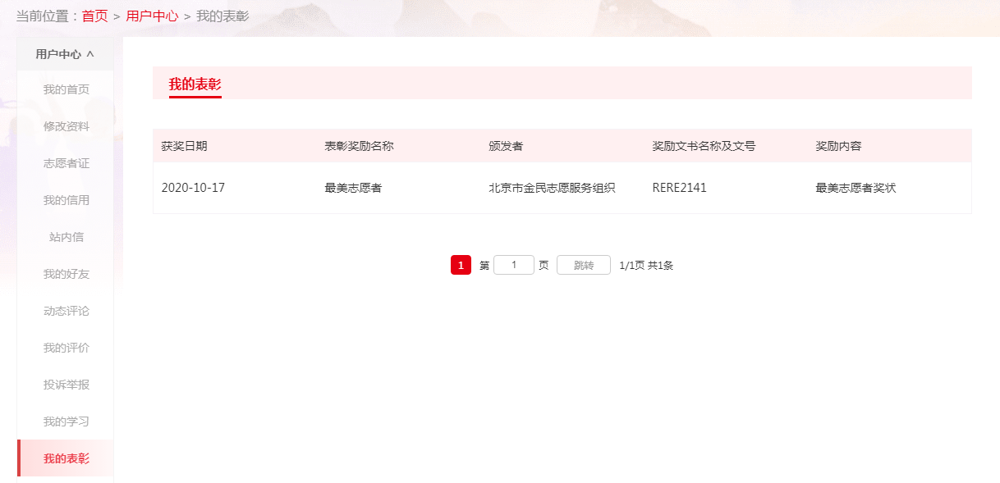 当前位置：首页 > 用户中心 > 我的表彰
用户中心 ∧
我的首页
修改资料
志愿者证
我的信用
站内信
我的好友
动态评论
我的评价
投诉举报
我的学习
我的表彰
我的表彰
获奖日期 表彰奖励名称 颁发者 奖励文书名称及文号 奖励内容
2020-10-17 最美志愿者 北京市金民志愿服务组织 RERE2141 最美志愿者奖状
1 第 1 页 跳转 1/1页 共1条